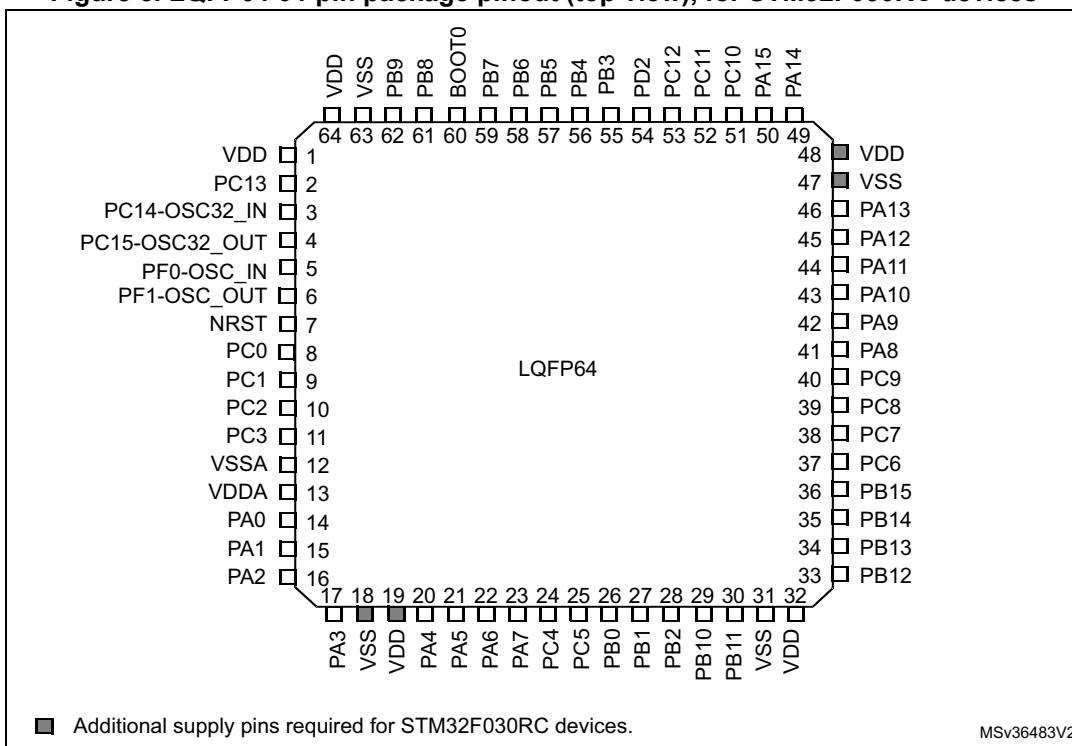 VDD
VSS
PB9
PB8
BOOT0
PB7
PB6
PB5
PB4
PB3
PD2
PC12
PC11
PC10
PA15
PA14
64 63 62 61 60 59 58 57 56 55 54 53 52 51 50 49
VDD 1
PC13 2
PC14-OSC32_IN 3
PC15-OSC32_OUT 4
PF0-OSC_IN 5
PF1-OSC_OUT 6
NRST 7
PC0 8
PC1 9
PC2 10
PC3 11
VSSA 12
VDDA 13
PA0 14
PA1 15
PA2 16
LQFP64
48 VDD
47 VSS
46 PA13
45 PA12
44 PA11
43 PA10
42 PA9
41 PA8
40 PC9
39 PC8
38 PC7
37 PC6
36 PB15
35 PB14
34 PB13
33 PB12
17 18 19 20 21 22 23 24 25 26 27 28 29 30 31 32
PA3
VSS
VDD
PA4
PA5
PA6
PA7
PC4
PC5
PB0
PB1
PB2
PB10
PB11
VSS
VDD
Additional supply pins required for STM32F030RC devices.
MSv36483V2